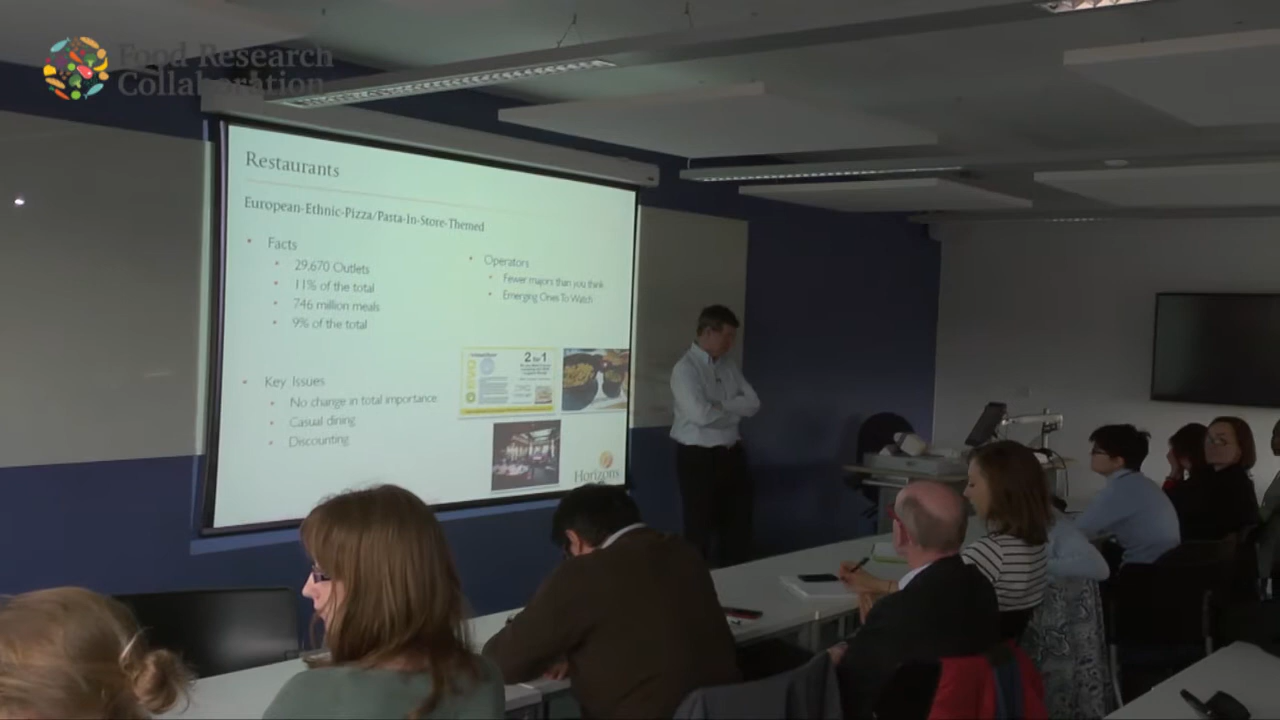 Food Research
Collaboration
Restaurants
European-Ethnic-Pizza/Pasta-In-Store-Themed
• Facts
• 29,670 Outlets
• 11% of the total
• 746 million meals
• 9% of the total
• Key Issues
• No change in total importance
• Casual dining
• Discounting
• Operators
• Fewer majors than you think
• Emerging Ones To Watch
2 for 1
Horizons